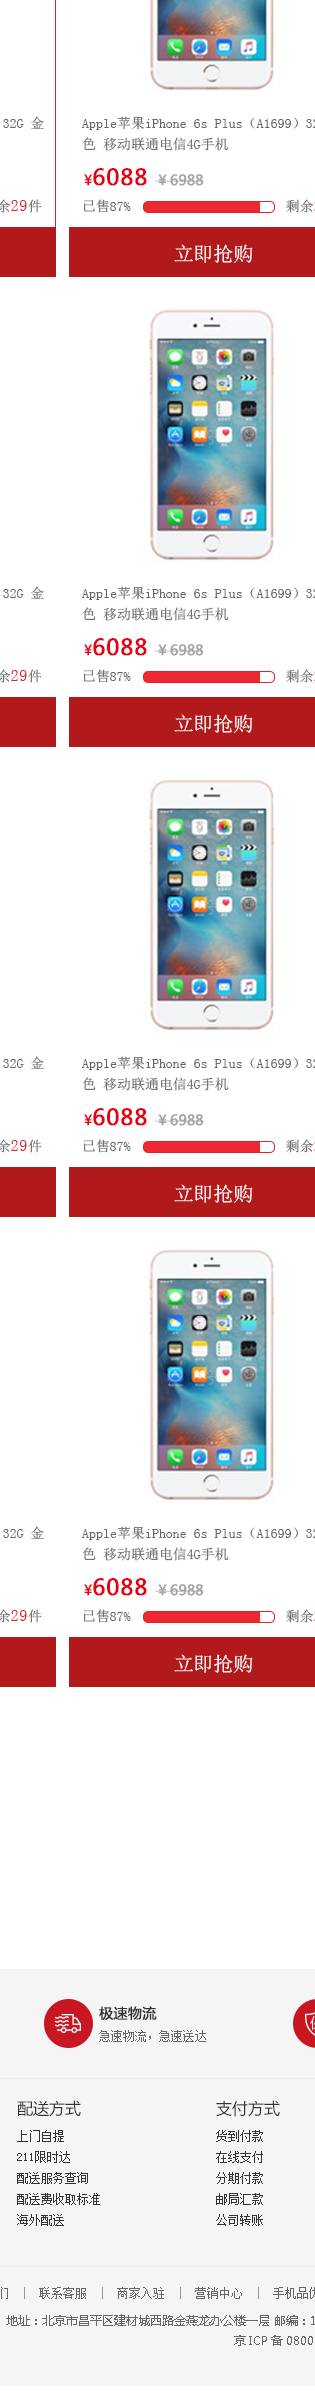 32G 金
Apple苹果iPhone 6s Plus（A1699）32
色 移动联通电信4G手机
¥6088 ¥6988
余29件
已售87% 剩余
立即抢购
32G 金
Apple苹果iPhone 6s Plus（A1699）32
色 移动联通电信4G手机
¥6088 ¥6988
余29件
已售87% 剩余
立即抢购
32G 金
Apple苹果iPhone 6s Plus（A1699）32
色 移动联通电信4G手机
¥6088 ¥6988
余29件
已售87% 剩余
立即抢购
32G 金
Apple苹果iPhone 6s Plus（A1699）32
色 移动联通电信4G手机
¥6088 ¥6988
余29件
已售87% 剩余
立即抢购
极速物流
急速物流，急速送达
配送方式
上门自提
211限时达
配送服务查询
配送费收取标准
海外配送
支付方式
货到付款
在线支付
分期付款
邮局汇款
公司转账
们 | 联系客服 | 商家入驻 | 营销中心 | 手机品优
地址：北京市昌平区建材城西路金燕龙办公楼一层 邮编：1
京ICP备0800